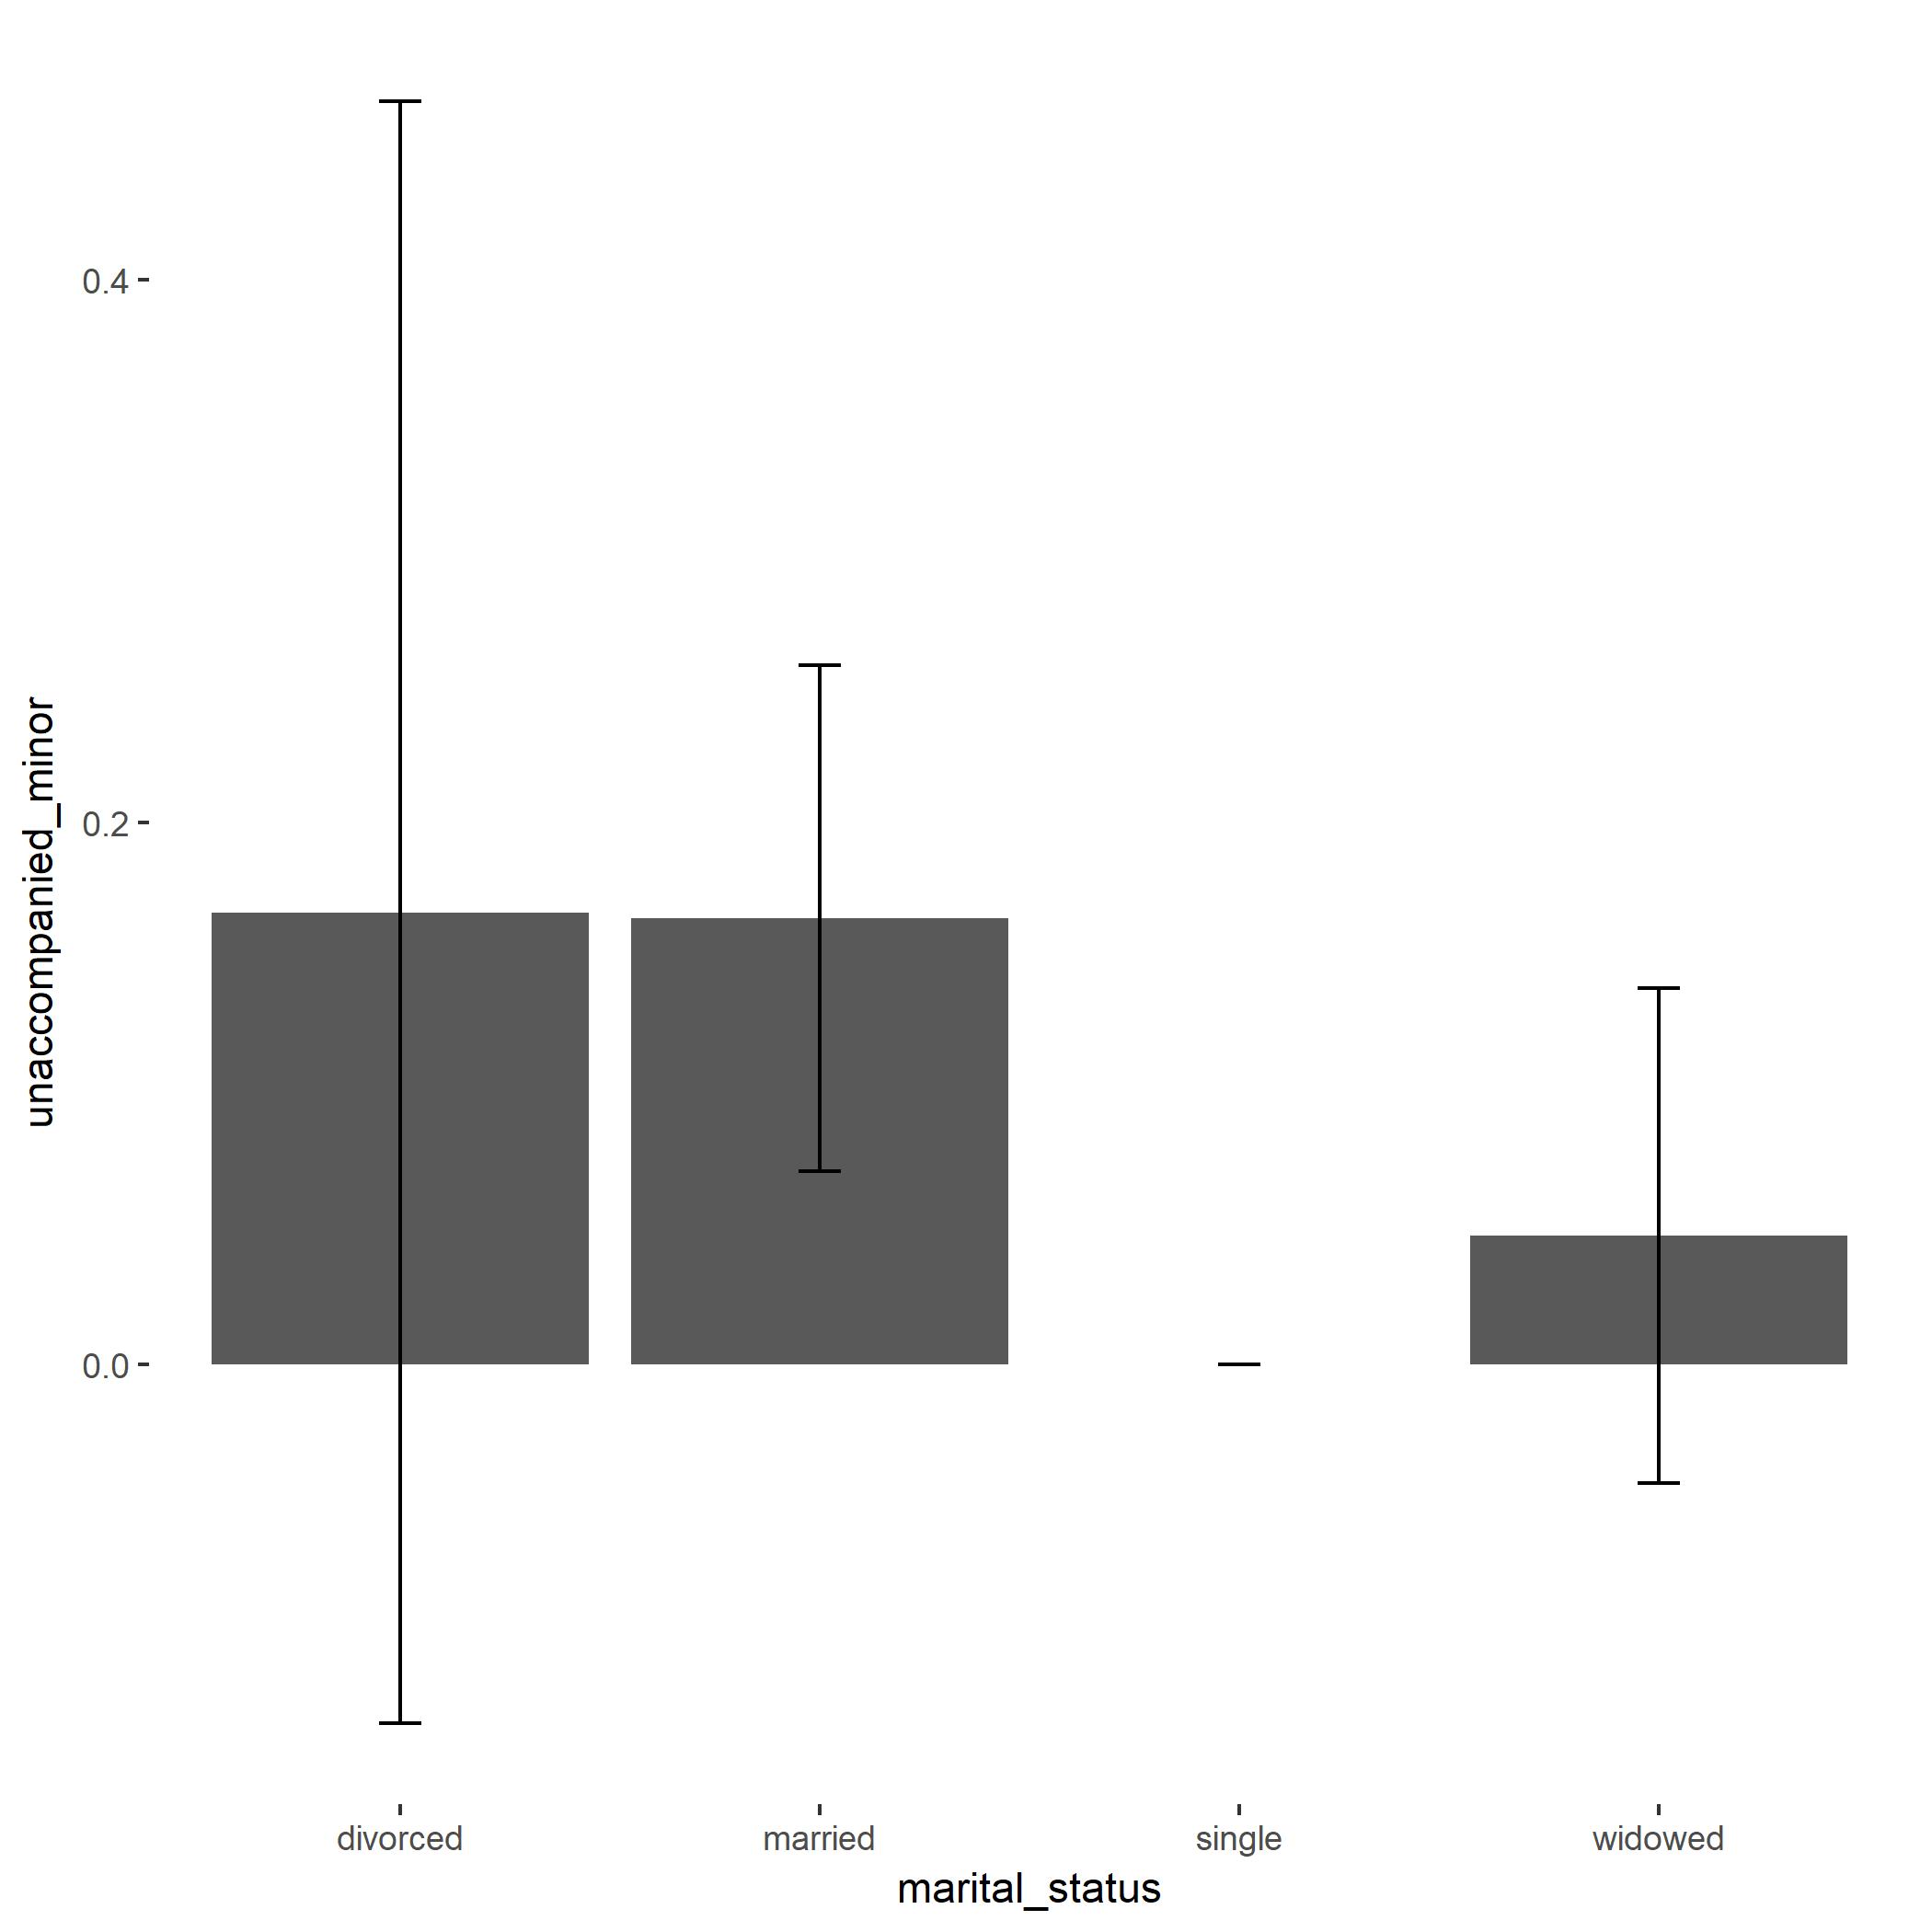 unaccompanied_minor
0.4
0.2
0.0
divorced married single widowed
marital_status